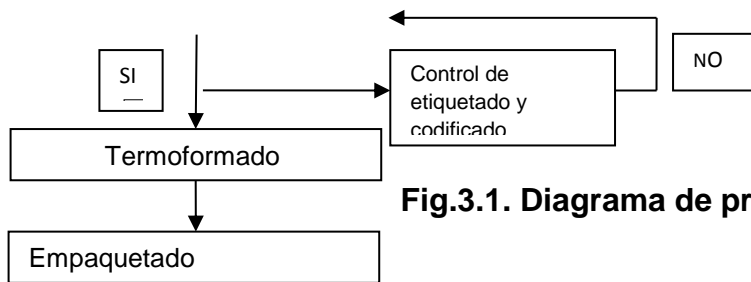 SI
NO
Control de
etiquetado y
codificado
Termoformado
Fig.3.1. Diagrama de pr
Empaquetado